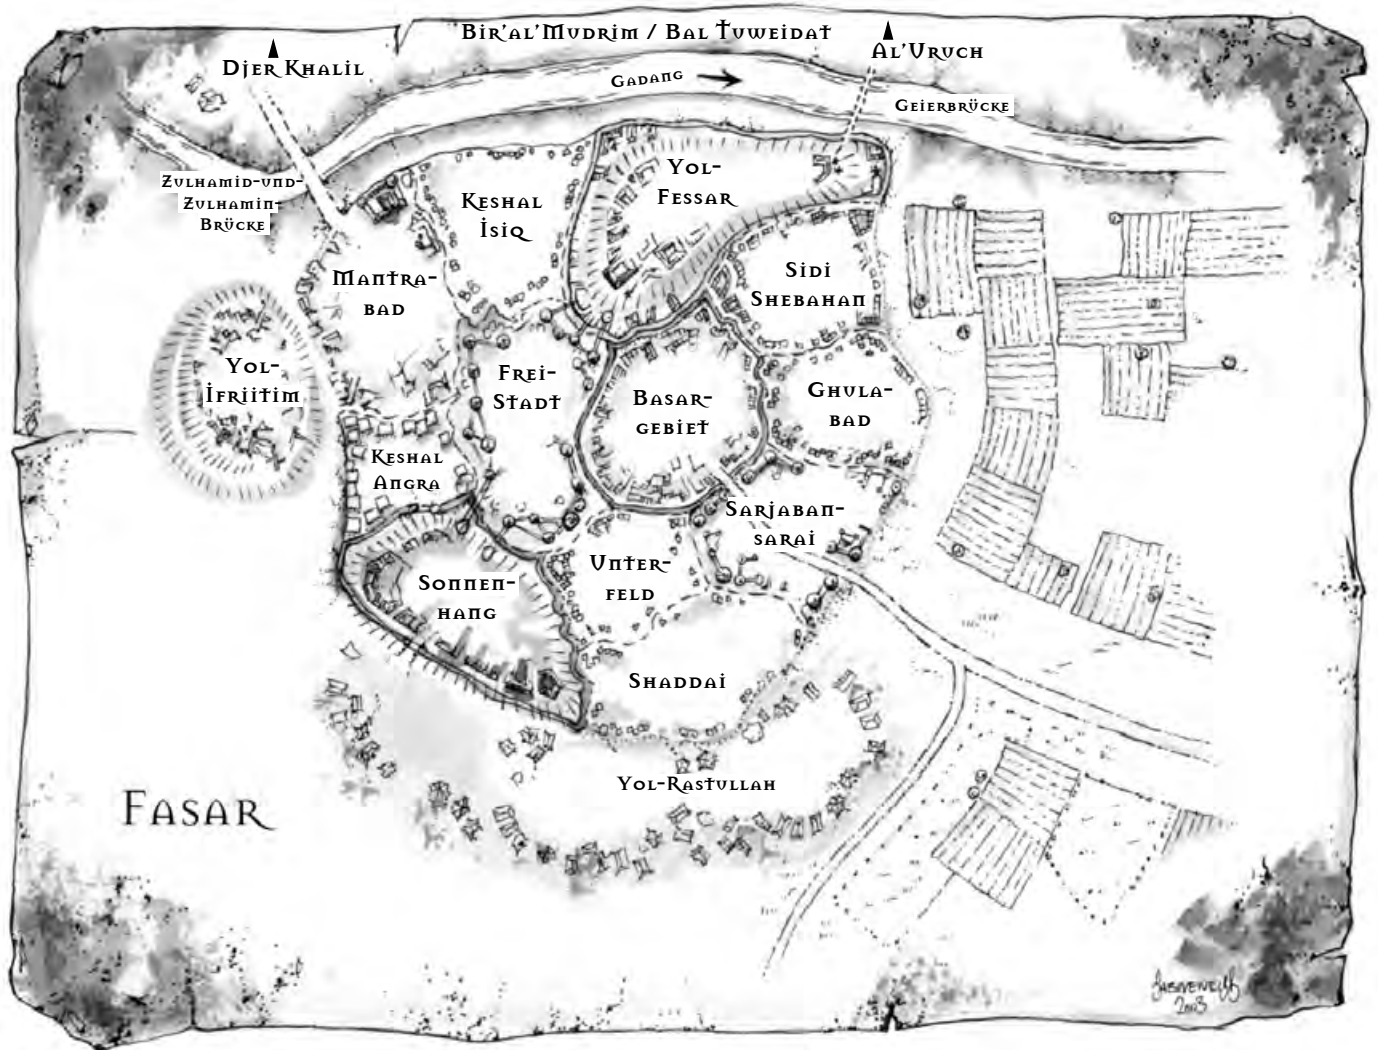 Bir'al'Mudrim / Bal Tuweidat
Djer Khalil
Al'Uruch
Gadang
Geierbrücke
Zulhamid-und-
Zulhamin-
Brücke
Keshal
Isiq
Yol-
Fessar
Mantra-
bad
Sidi
Shebahan
Yol-
Ifriitim
Frei-
Stadt
Basar-
gebiet
Ghula-
bad
Keshal
Angra
Sarjaban-
sarai
Sonnen-
hang
Unter-
feld
Shaddai
Yol-Rastullah
Fasar
2003